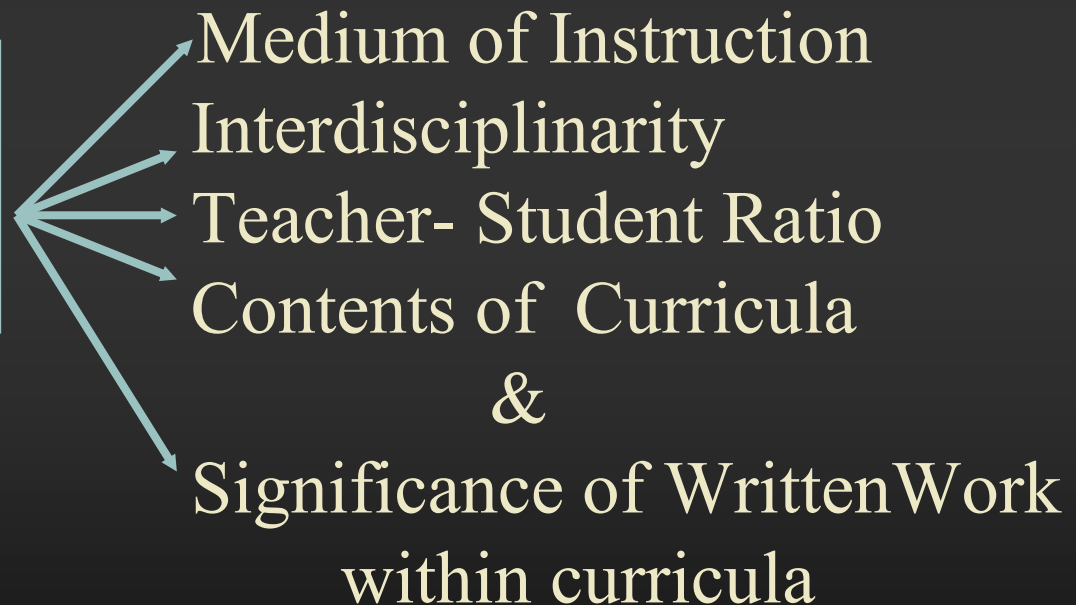 Medium of Instruction
Interdisciplinarity
Teacher- Student Ratio
Contents of  Curricula
&
Significance of WrittenWork
within curricula